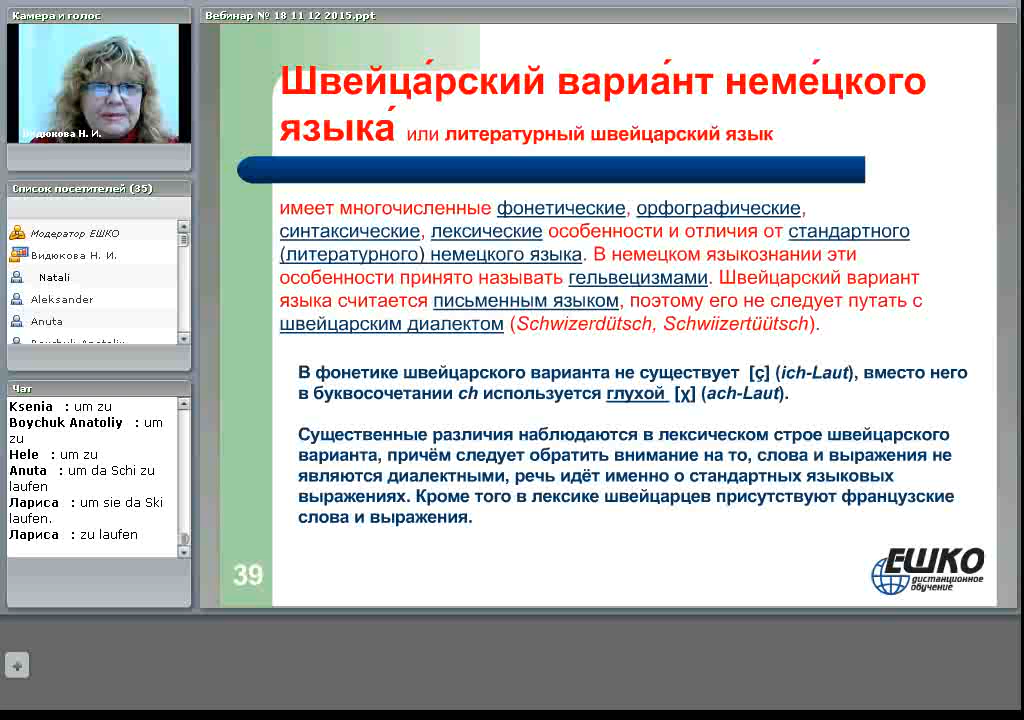 Камера и голос
Видюкова Н. И.
Список посетителей (35)
Модератор ЕШКО
Видюкова Н. И.
Natali
Aleksander
Anuta
Boychuk Anatoliy
Чат
Ksenia : um zu
Boychuk Anatoliy : um
zu
Hele : um zu
Anuta : um da Schi zu
laufen
Лариса : um sie da Ski
laufen.
Лариса : zu laufen
Вебинар № 18 11 12 2015.ppt
Швейца́рский вариа́нт неме́цкого
языка́ или литературный швейцарский язык
имеет многочисленные фонетические, орфографические,
синтаксические, лексические особенности и отличия от стандартного
(литературного) немецкого языка. В немецком языкознании эти
особенности принято называть гельвецизмами. Швейцарский вариант
языка считается письменным языком, поэтому его не следует путать с
швейцарским диалектом (Schwizerdütsch, Schwiizertüütsch).
В фонетике швейцарского варианта не существует [ç] (ich-Laut), вместо него
в буквосочетании ch используется глухой [χ] (ach-Laut).
Существенные различия наблюдаются в лексическом строе швейцарского
варианта, причём следует обратить внимание на то, слова и выражения не
являются диалектными, речь идёт именно о стандартных языковых
выражениях. Кроме того в лексике швейцарцев присутствуют французские
слова и выражения.
39
ЕШКО
дистанционное
обучение